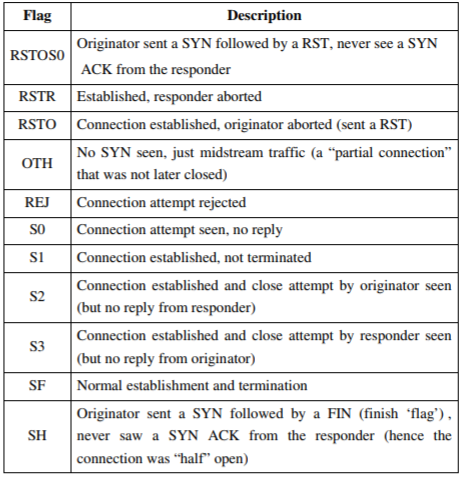 Flag Description
RSTOS0 Originator sent a SYN followed by a RST, never see a SYN
ACK from the responder
RSTR Established, responder aborted
RSTO Connection established, originator aborted (sent a RST)
OTH No SYN seen, just midstream traffic (a “partial connection”
that was not later closed)
REJ Connection attempt rejected
S0 Connection attempt seen, no reply
S1 Connection established, not terminated
S2 Connection established and close attempt by originator seen
(but no reply from responder)
S3 Connection established and close attempt by responder seen
(but no reply from originator)
SF Normal establishment and termination
SH Originator sent a SYN followed by a FIN (finish ‘flag’) ,
never saw a SYN ACK from the responder (hence the
connection was “half” open)